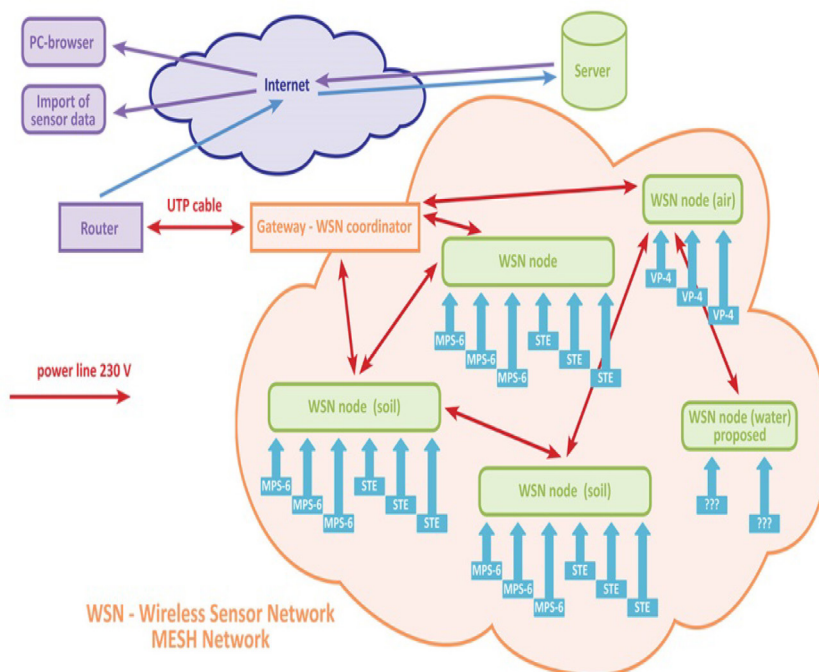 PC-browser
Import of
sensor data
Internet
Server
Router
UTP cable
Gateway - WSN coordinator
WSN node (air)
VP-4
VP-4
VP-4
WSN node
MPS-6
MPS-6
MPS-6
STE
STE
STE
power line 230 V
WSN node (soil)
MPS-6
MPS-6
MPS-6
STE
STE
STE
WSN node (water)
proposed
???
???
WSN node (soil)
MPS-6
MPS-6
MPS-6
STE
STE
STE
WSN - Wireless Sensor Network
MESH Network